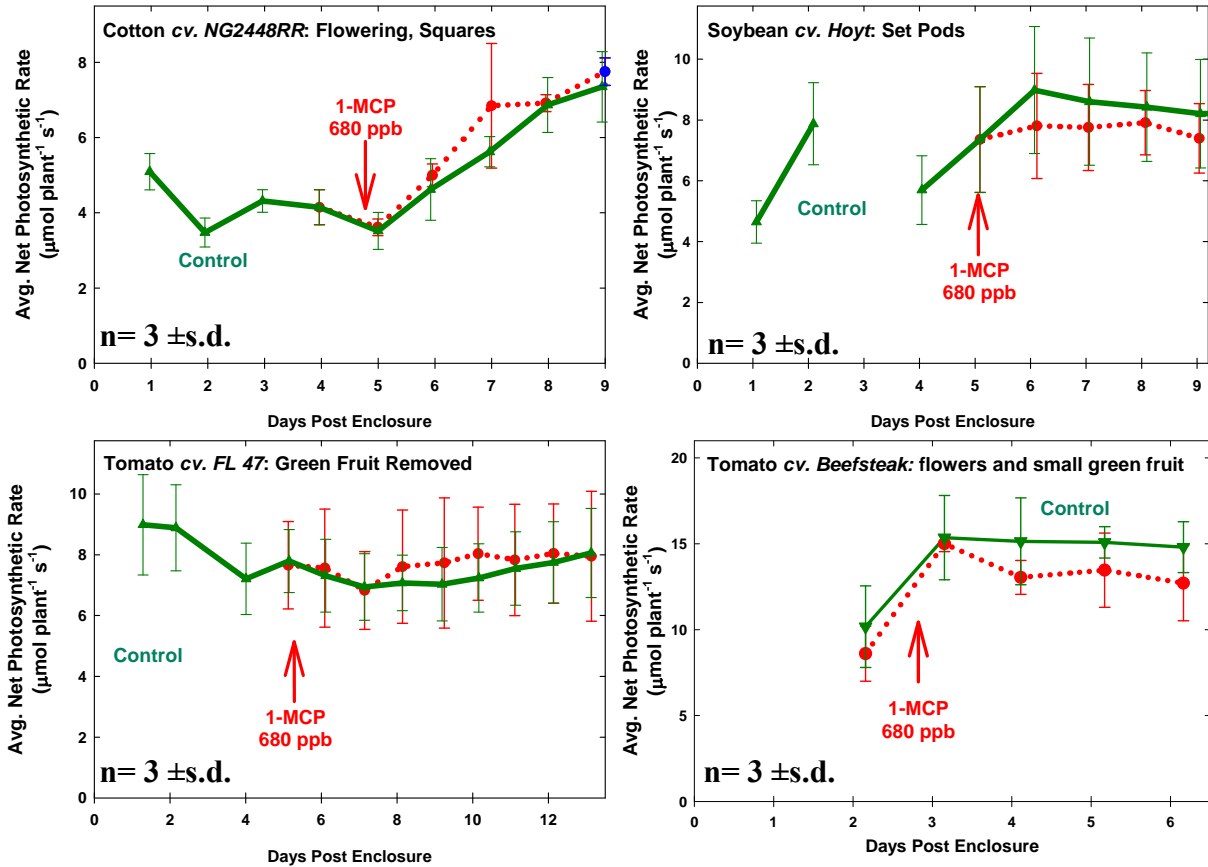 Cotton cv. NG2448RR: Flowering, Squares
Avg. Net Photosynthetic Rate
(μmol plant⁻¹ s⁻¹)
8
6
4
2
0
1-MCP
680 ppb
Control
n= 3 ±s.d.
0 1 2 3 4 5 6 7 8 9
Days Post Enclosure
Soybean cv. Hoyt: Set Pods
Avg. Net Photosynthetic Rate
(μmol plant⁻¹ s⁻¹)
10
8
6
4
2
0
Control
1-MCP
680 ppb
n= 3 ±s.d.
0 1 2 3 4 5 6 7 8 9
Days Post Enclosure
Tomato cv. FL 47: Green Fruit Removed
Avg. Net Photosynthetic Rate
(μmol plant⁻¹ s⁻¹)
10
8
6
4
2
0
Control
1-MCP
680 ppb
n= 3 ±s.d.
0 2 4 6 8 10 12
Days Post Enclosure
Tomato cv. Beefsteak: flowers and small green fruit
Avg. Net Photosynthetic Rate
(μmol plant⁻¹ s⁻¹)
20
15
10
5
0
Control
1-MCP
680 ppb
n= 3 ±s.d.
0 1 2 3 4 5 6
Days Post Enclosure